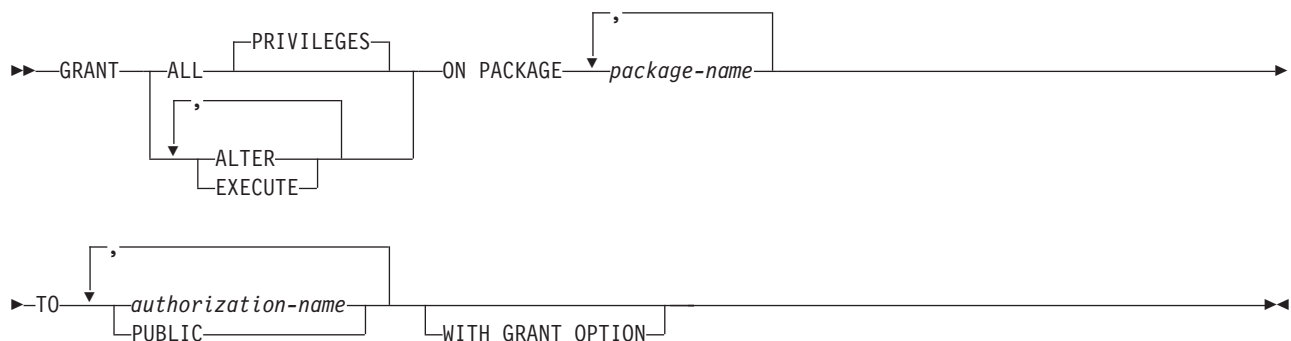 ,
PRIVILEGES
GRANT ALL ON PACKAGE package-name
,
ALTER
EXECUTE
,
TO authorization-name
PUBLIC WITH GRANT OPTION